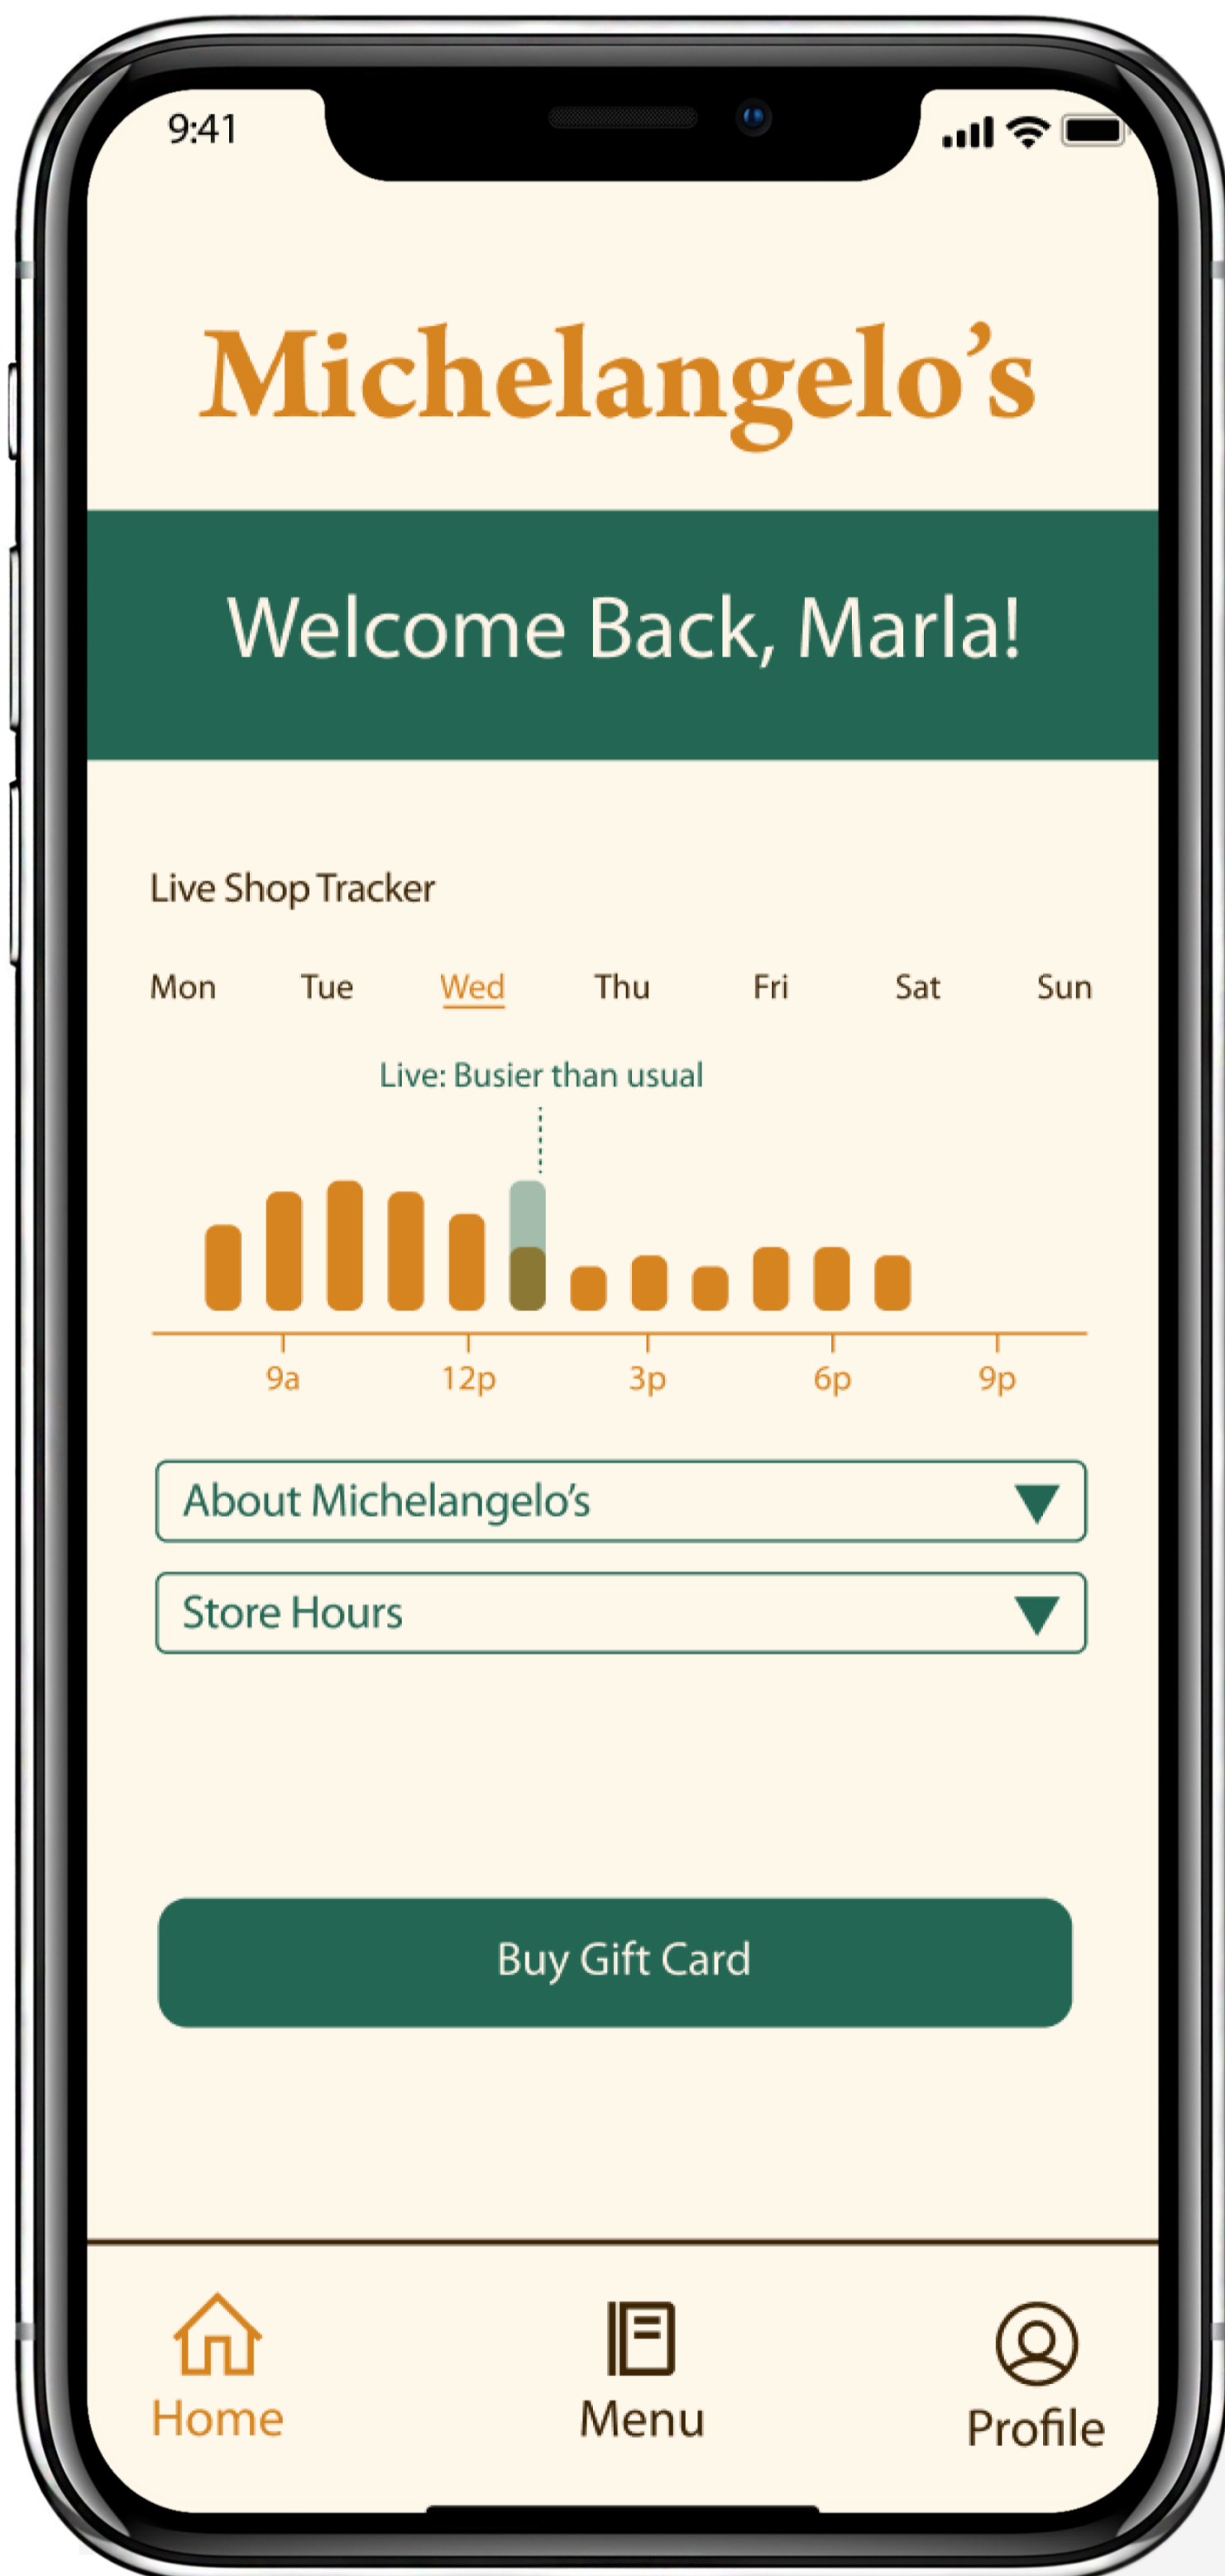 9:41
Michelangelo’s
Welcome Back, Marla!
Live Shop Tracker
Mon Tue Wed Thu Fri Sat Sun
Live: Busier than usual
9a 12p 3p 6p 9p
About Michelangelo’s
Store Hours
Buy Gift Card
Home Menu Profile